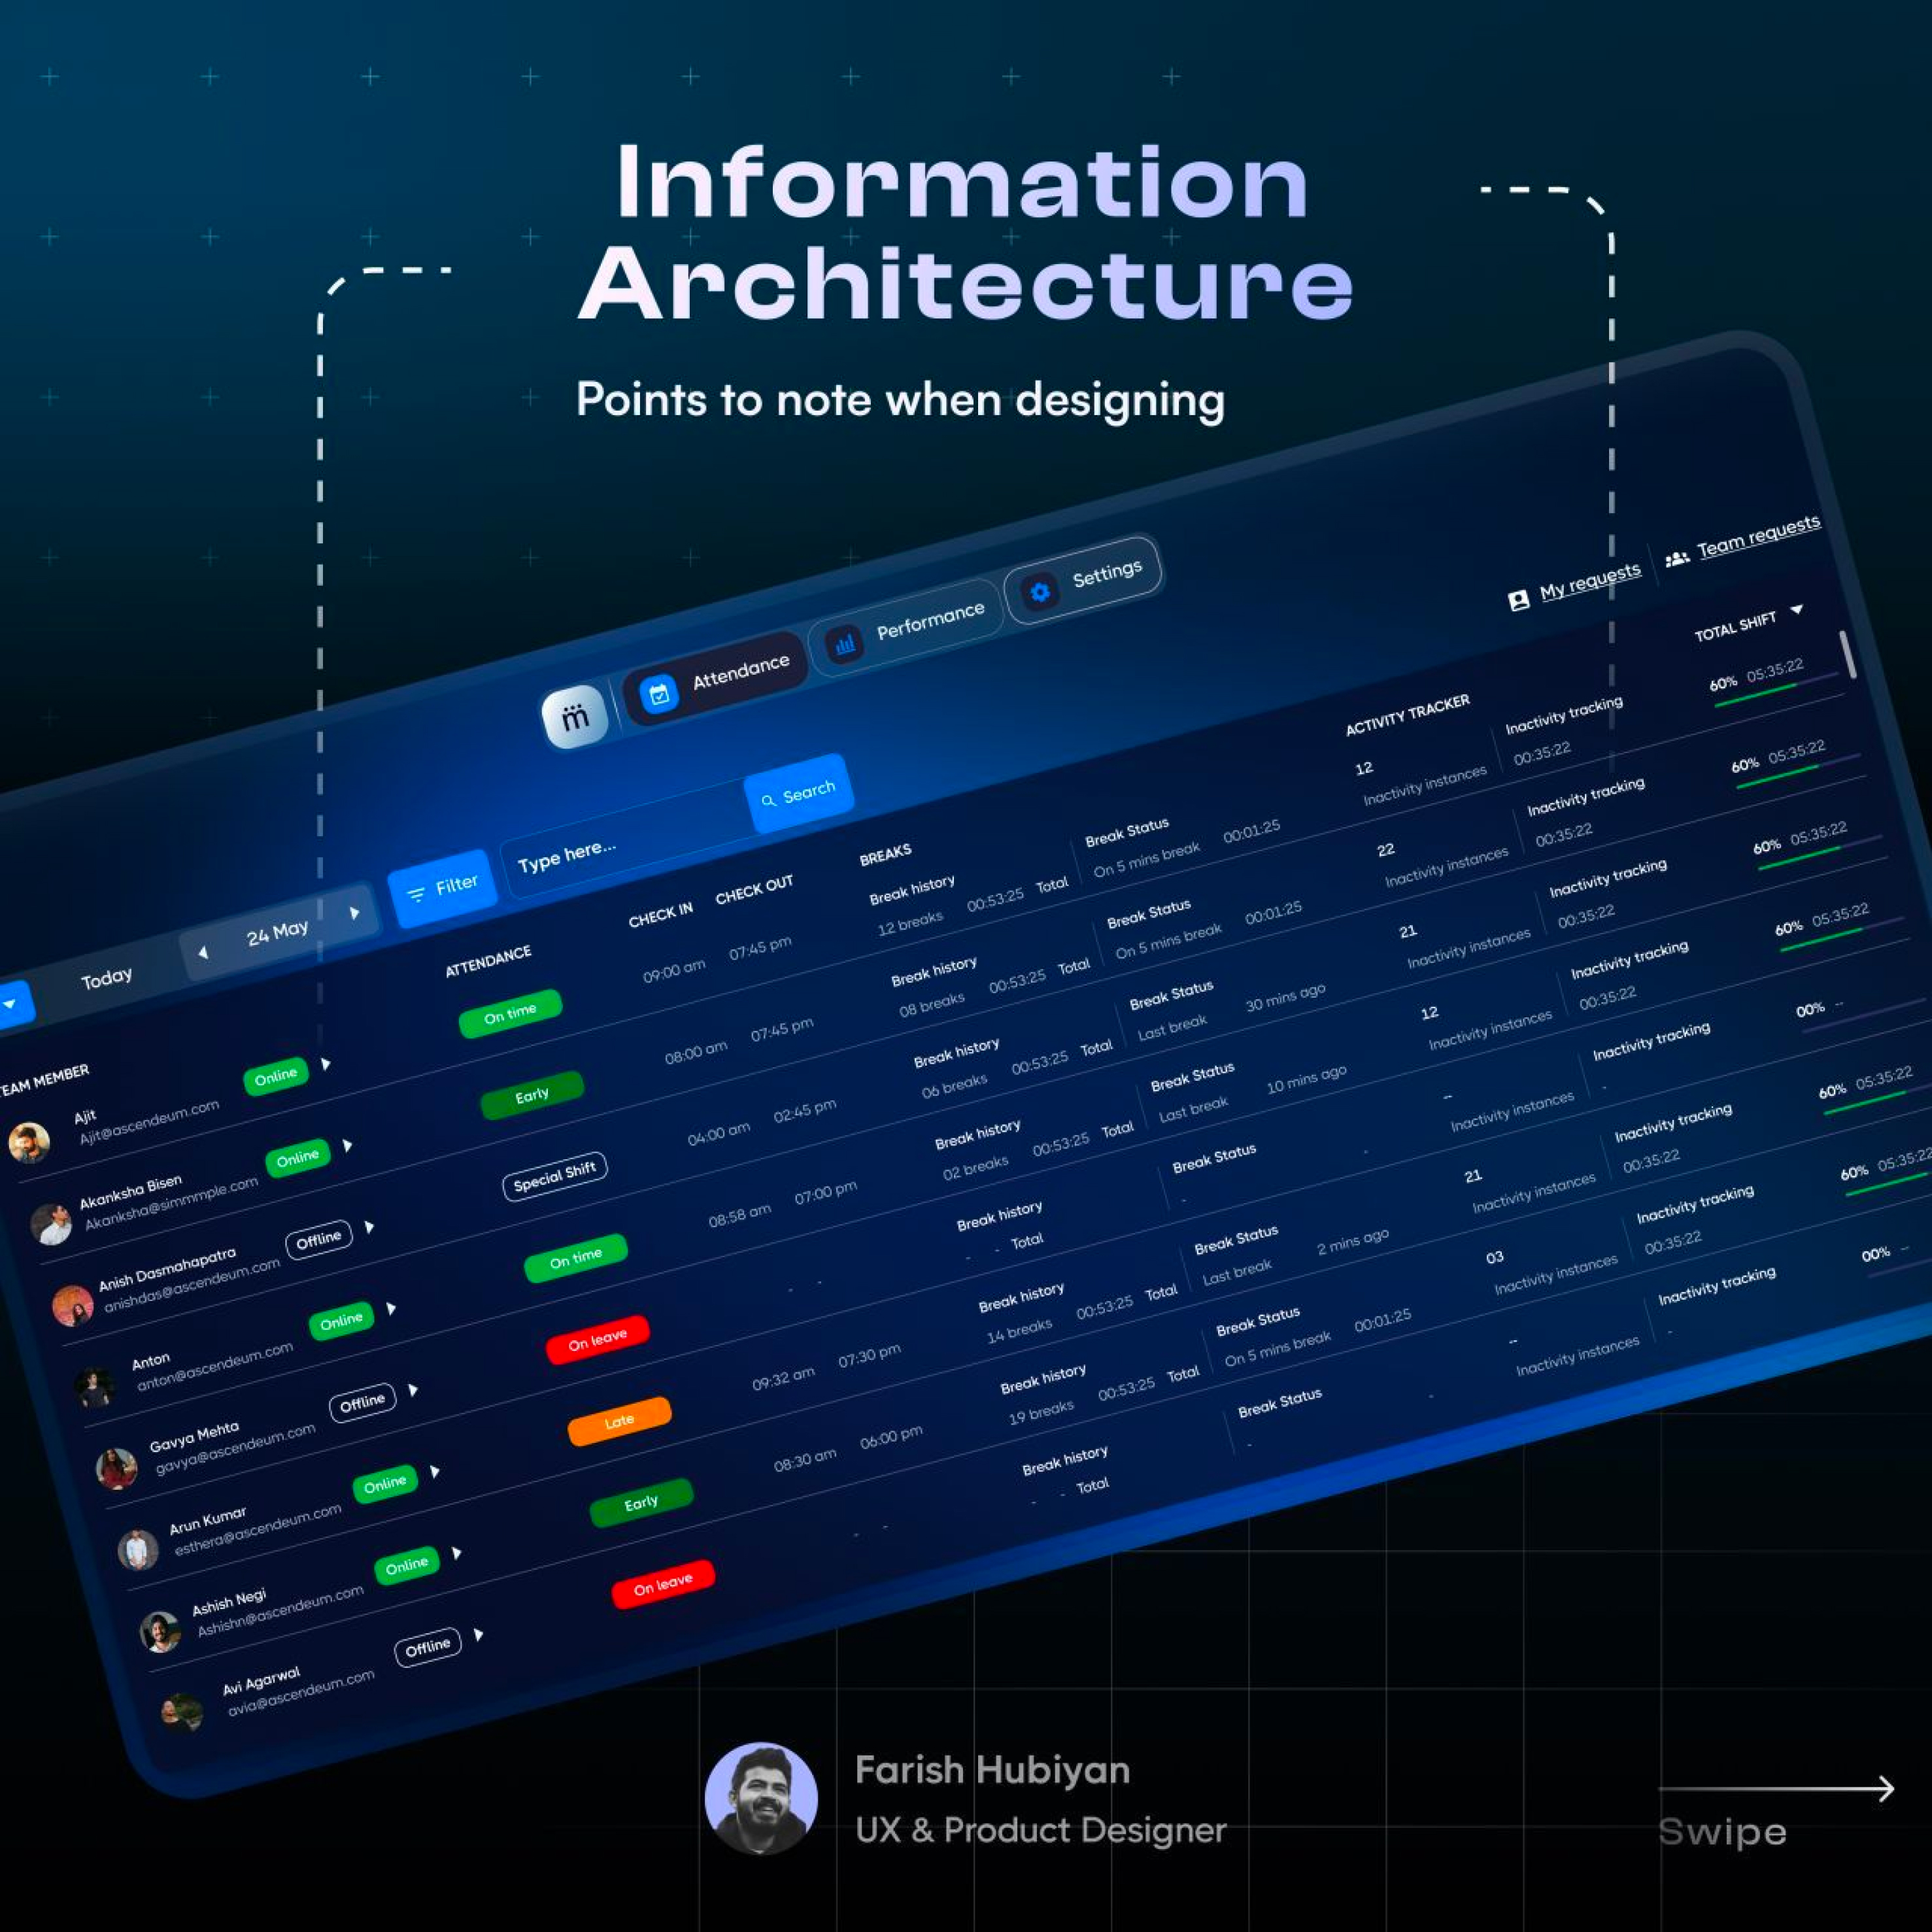 Information
Architecture
Points to note when designing
m
Attendance
Performance
Settings
My requests
Team requests
Today
24 May
Filter
Type here...
Search
TEAM MEMBER
ATTENDANCE
CHECK IN
CHECK OUT
BREAKS
ACTIVITY TRACKER
TOTAL SHIFT
Ajit
Ajit@ascendeum.com
Online
On time
09:00 am
07:45 pm
Break history
12 breaks 00:53:25 Total
Break Status
On 5 mins break 00:01:25
12
Inactivity instances
Inactivity tracking
00:35:22
60% 05:35:22
Akanksha Bisen
Akanksha@simmmple.com
Online
Early
08:00 am
07:45 pm
Break history
08 breaks 00:53:25 Total
Break Status
On 5 mins break 00:01:25
22
Inactivity instances
Inactivity tracking
00:35:22
60% 05:35:22
Anish Dasmahapatra
anishdas@ascendeum.com
Offline
Special Shift
04:00 am
02:45 pm
Break history
06 breaks 00:53:25 Total
Break Status
Last break 30 mins ago
21
Inactivity instances
Inactivity tracking
00:35:22
60% 05:35:22
Anton
anton@ascendeum.com
Online
On time
08:58 am
07:00 pm
Break history
02 breaks 00:53:25 Total
Break Status
Last break 10 mins ago
12
Inactivity instances
Inactivity tracking
00:35:22
60% 05:35:22
Gavya Mehta
gavya@ascendeum.com
Offline
On leave
- -
Break history
- - Total
Break Status
- -
--
Inactivity instances
Inactivity tracking
-
00% --
Arun Kumar
esthera@ascendeum.com
Online
Late
09:32 am
07:30 pm
Break history
14 breaks 00:53:25 Total
Break Status
Last break 2 mins ago
21
Inactivity instances
Inactivity tracking
00:35:22
60% 05:35:22
Ashish Negi
Ashishn@ascendeum.com
Online
Early
08:30 am
06:00 pm
Break history
19 breaks 00:53:25 Total
Break Status
On 5 mins break 00:01:25
03
Inactivity instances
Inactivity tracking
00:35:22
60% 05:35:22
Avi Agarwal
avia@ascendeum.com
Offline
On leave
- -
Break history
- - Total
Break Status
- -
--
Inactivity instances
Inactivity tracking
-
00% --
Farish Hubiyan
UX & Product Designer
Swipe